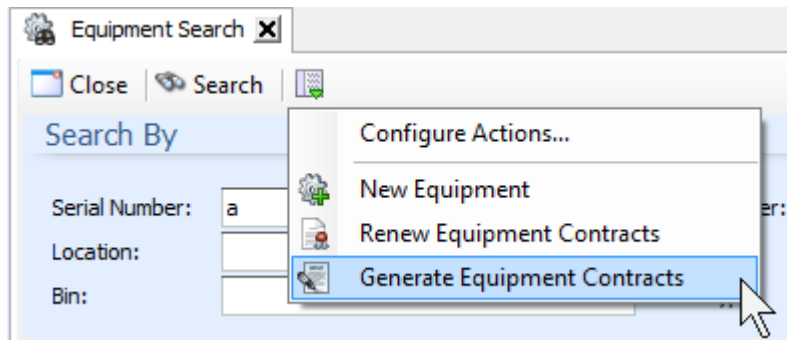 Equipment Search
Close Search
Search By
Configure Actions...
New Equipment
Serial Number: a
Renew Equipment Contracts
Location:
Generate Equipment Contracts
Bin: